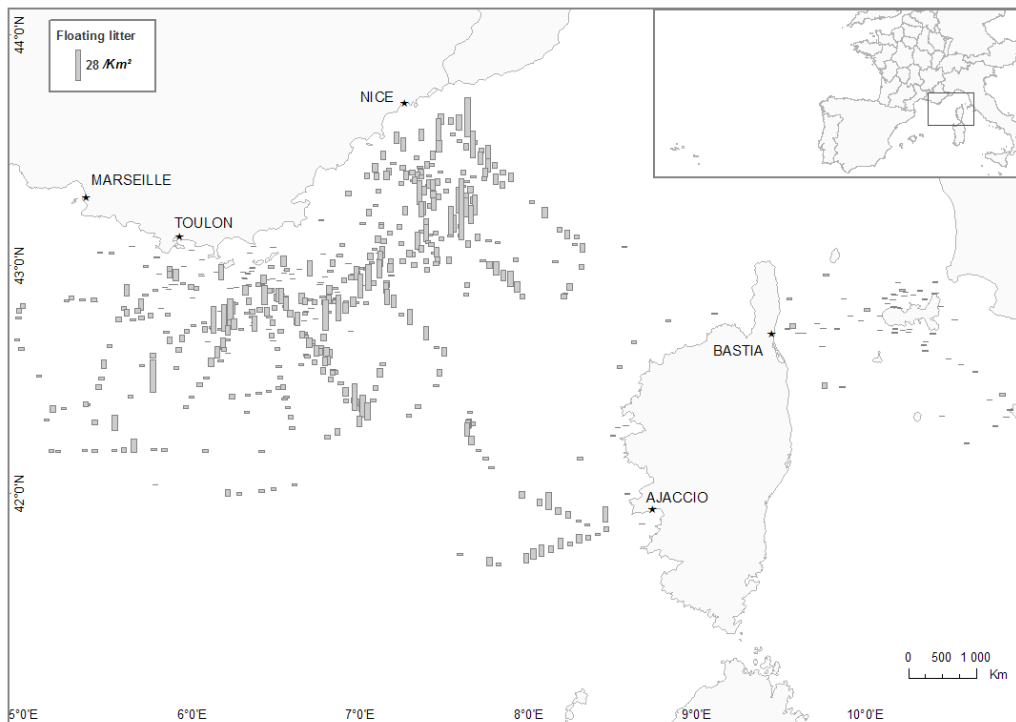 44°0'N
Floating litter
28 /Km²
NICE
MARSEILLE
TOULON
43°0'N
BASTIA
42°0'N
AJACCIO
0 500 1 000
Km
5°0'E 6°0'E 7°0'E 8°0'E 9°0'E 10°0'E